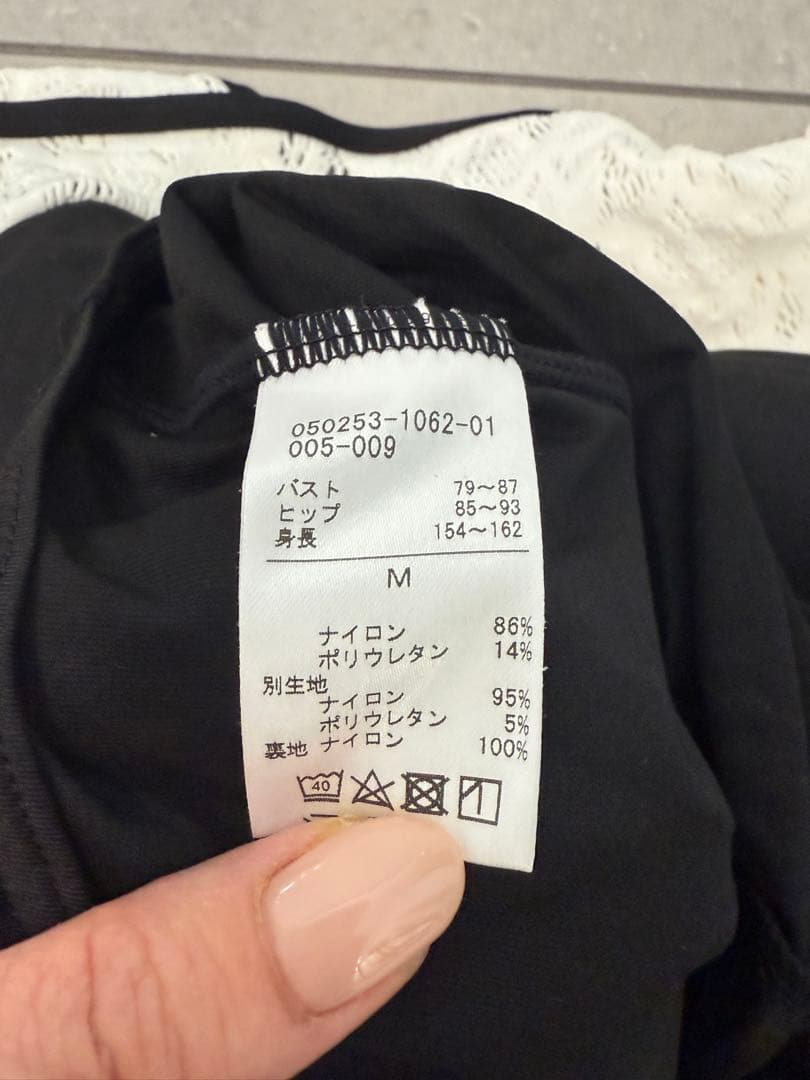 050253-1062-01
005-009
バスト 79～87
ヒップ 85～93
身長 154～162
M
ナイロン 86%
ポリウレタン 14%
別生地
ナイロン 95%
ポリウレタン 5%
裏地 ナイロン 100%
40